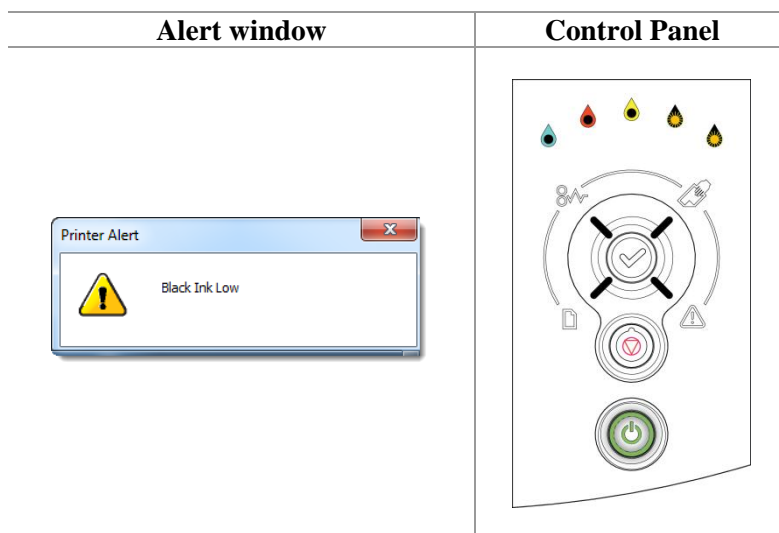 Alert window
Control Panel
Printer Alert
Black Ink Low